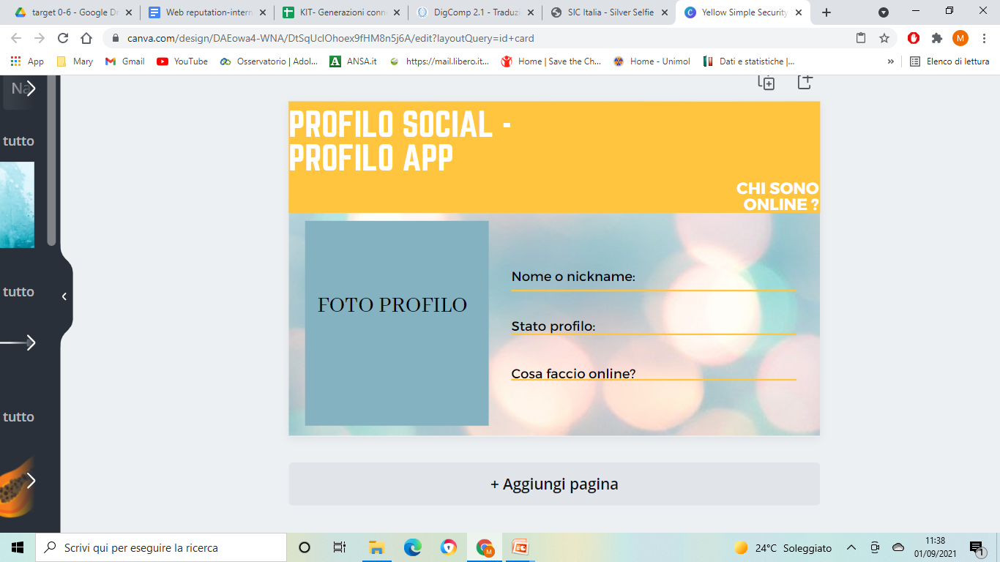 target 0-6 - Google Dr
Web reputation-intern
KIT- Generazioni conn
DigComp 2.1 - Traduzi
SIC Italia - Silver Selfie
Yellow Simple Security
canva.com/design/DAEowa4-WNA/DtSqUclOhoex9fHM8n5j6A/edit?layoutQuery=id+card
M
App
Mary
Gmail
YouTube
Osservatorio | Adol...
ANSA.it
https://mail.libero.it...
Home | Save the Ch...
Home - Unimol
Dati e statistiche |...
»
Elenco di lettura
Na
tutto
tutto
tutto
PROFILO SOCIAL -
PROFILO APP
CHI SONO
ONLINE ?
FOTO PROFILO
Nome o nickname:
Stato profilo:
Cosa faccio online?
+ Aggiungi pagina
Scrivi qui per eseguire la ricerca
24°C Soleggiato
11:38
01/09/2021
1